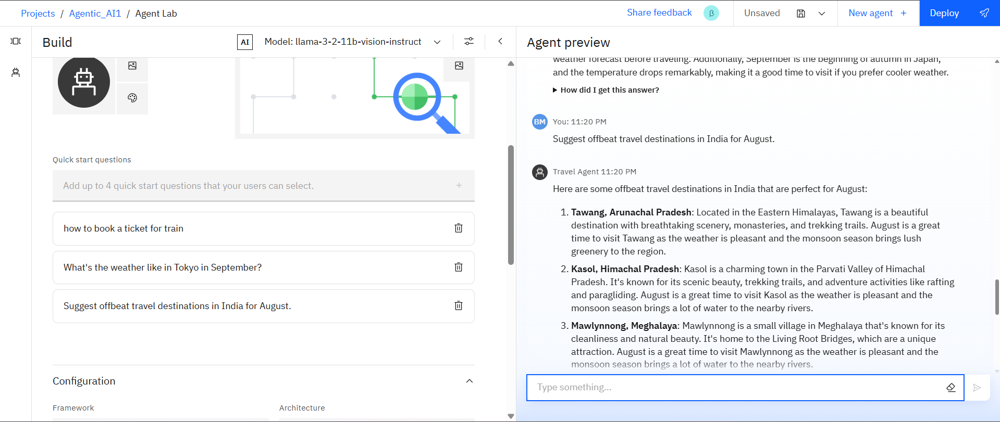 Projects / Agentic_AI1 / Agent Lab
Share feedback β
Unsaved
New agent +
Deploy
Build
AI Model: llama-3-2-11b-vision-instruct
Quick start questions
Add up to 4 quick start questions that your users can select.
how to book a ticket for train
What's the weather like in Tokyo in September?
Suggest offbeat travel destinations in India for August.
Configuration
Framework
Architecture
Agent preview
weather forecast before traveling. Additionally, September is the beginning of autumn in Japan,
and the temperature drops remarkably, making it a good time to visit if you prefer cooler weather.
How did I get this answer?
BM You: 11:20 PM
Suggest offbeat travel destinations in India for August.
Travel Agent 11:20 PM
Here are some offbeat travel destinations in India that are perfect for August:
1. Tawang, Arunachal Pradesh: Located in the Eastern Himalayas, Tawang is a beautiful
destination with breathtaking scenery, monasteries, and trekking trails. August is a great
time to visit Tawang as the weather is pleasant and the monsoon season brings lush
greenery to the region.
2. Kasol, Himachal Pradesh: Kasol is a charming town in the Parvati Valley of Himachal
Pradesh. It's known for its scenic beauty, trekking trails, and adventure activities like rafting
and paragliding. August is a great time to visit Kasol as the weather is pleasant and the
monsoon season brings a lot of water to the nearby rivers.
3. Mawlynnong, Meghalaya: Mawlynnong is a small village in Meghalaya that's known for its
cleanliness and natural beauty. It's home to the Living Root Bridges, which are a unique
attraction. August is a great time to visit Mawlynnong as the weather is pleasant and the
monsoon season brings a lot of water to the nearby rivers.
Type something...